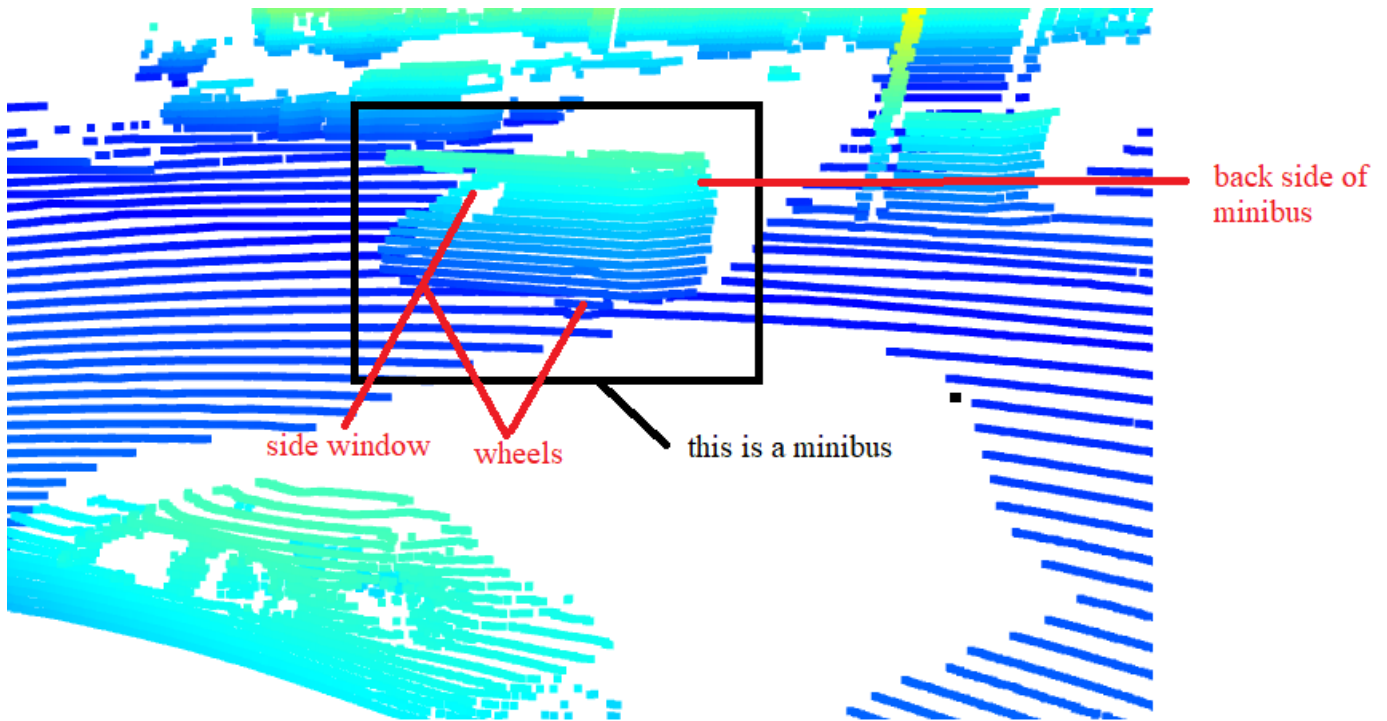 back side of
minibus
side window
wheels
this is a minibus